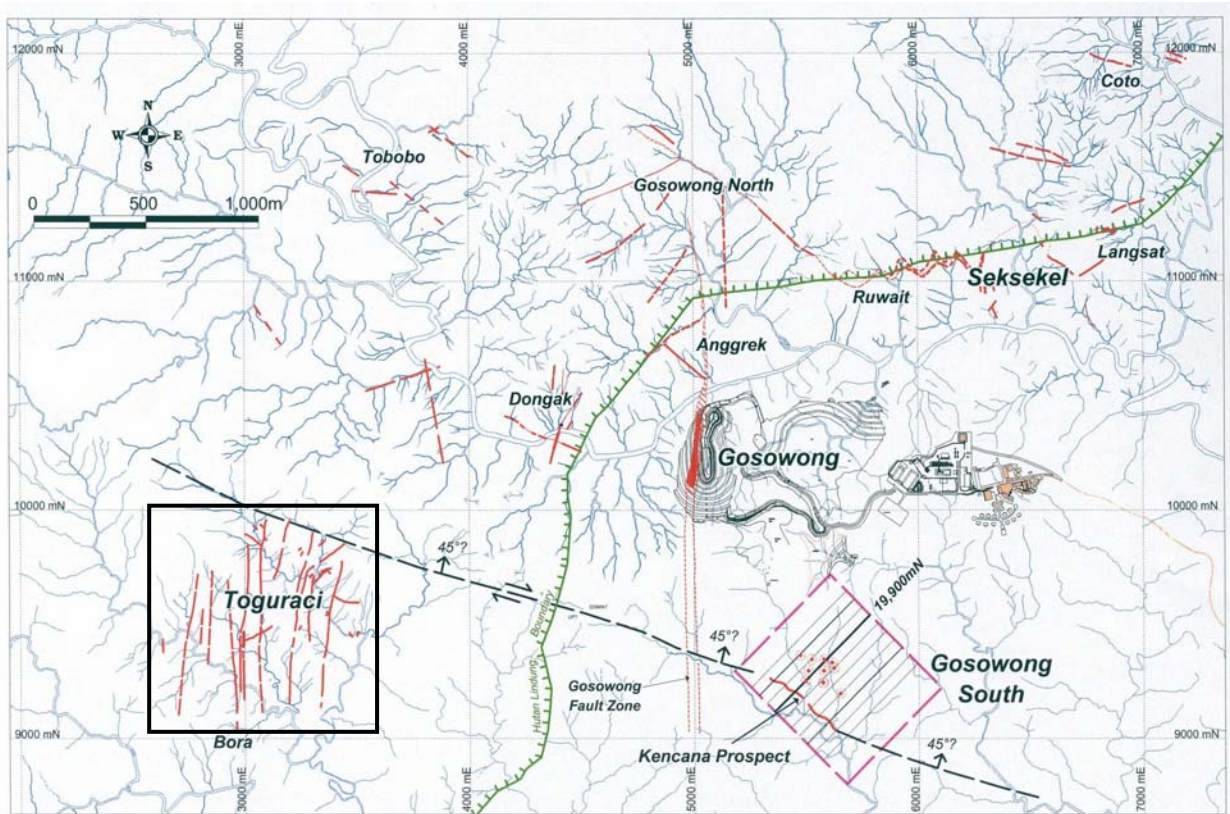 3000 mE
4000 mE
5000 mE
6000 mE
7000 mE
12000 mN
12000 mN
Coto
N
W E
S
Tobobo
Gosowong North
0 500 1,000m
Langsat
Seksekel
11000 mN
11000 mN
Ruwait
Anggrek
Dongak
Gosowong
10000 mN
10000 mN
45°?
19,900mN
Toguraci
Boundary
Hutan Lindung
45°?
Gosowong
South
Gosowong
Fault Zone
Bora
9000 mN
9000 mN
Kencana Prospect
45°?
3000 mE
4000 mE
5000 mE
6000 mE
7000 mE